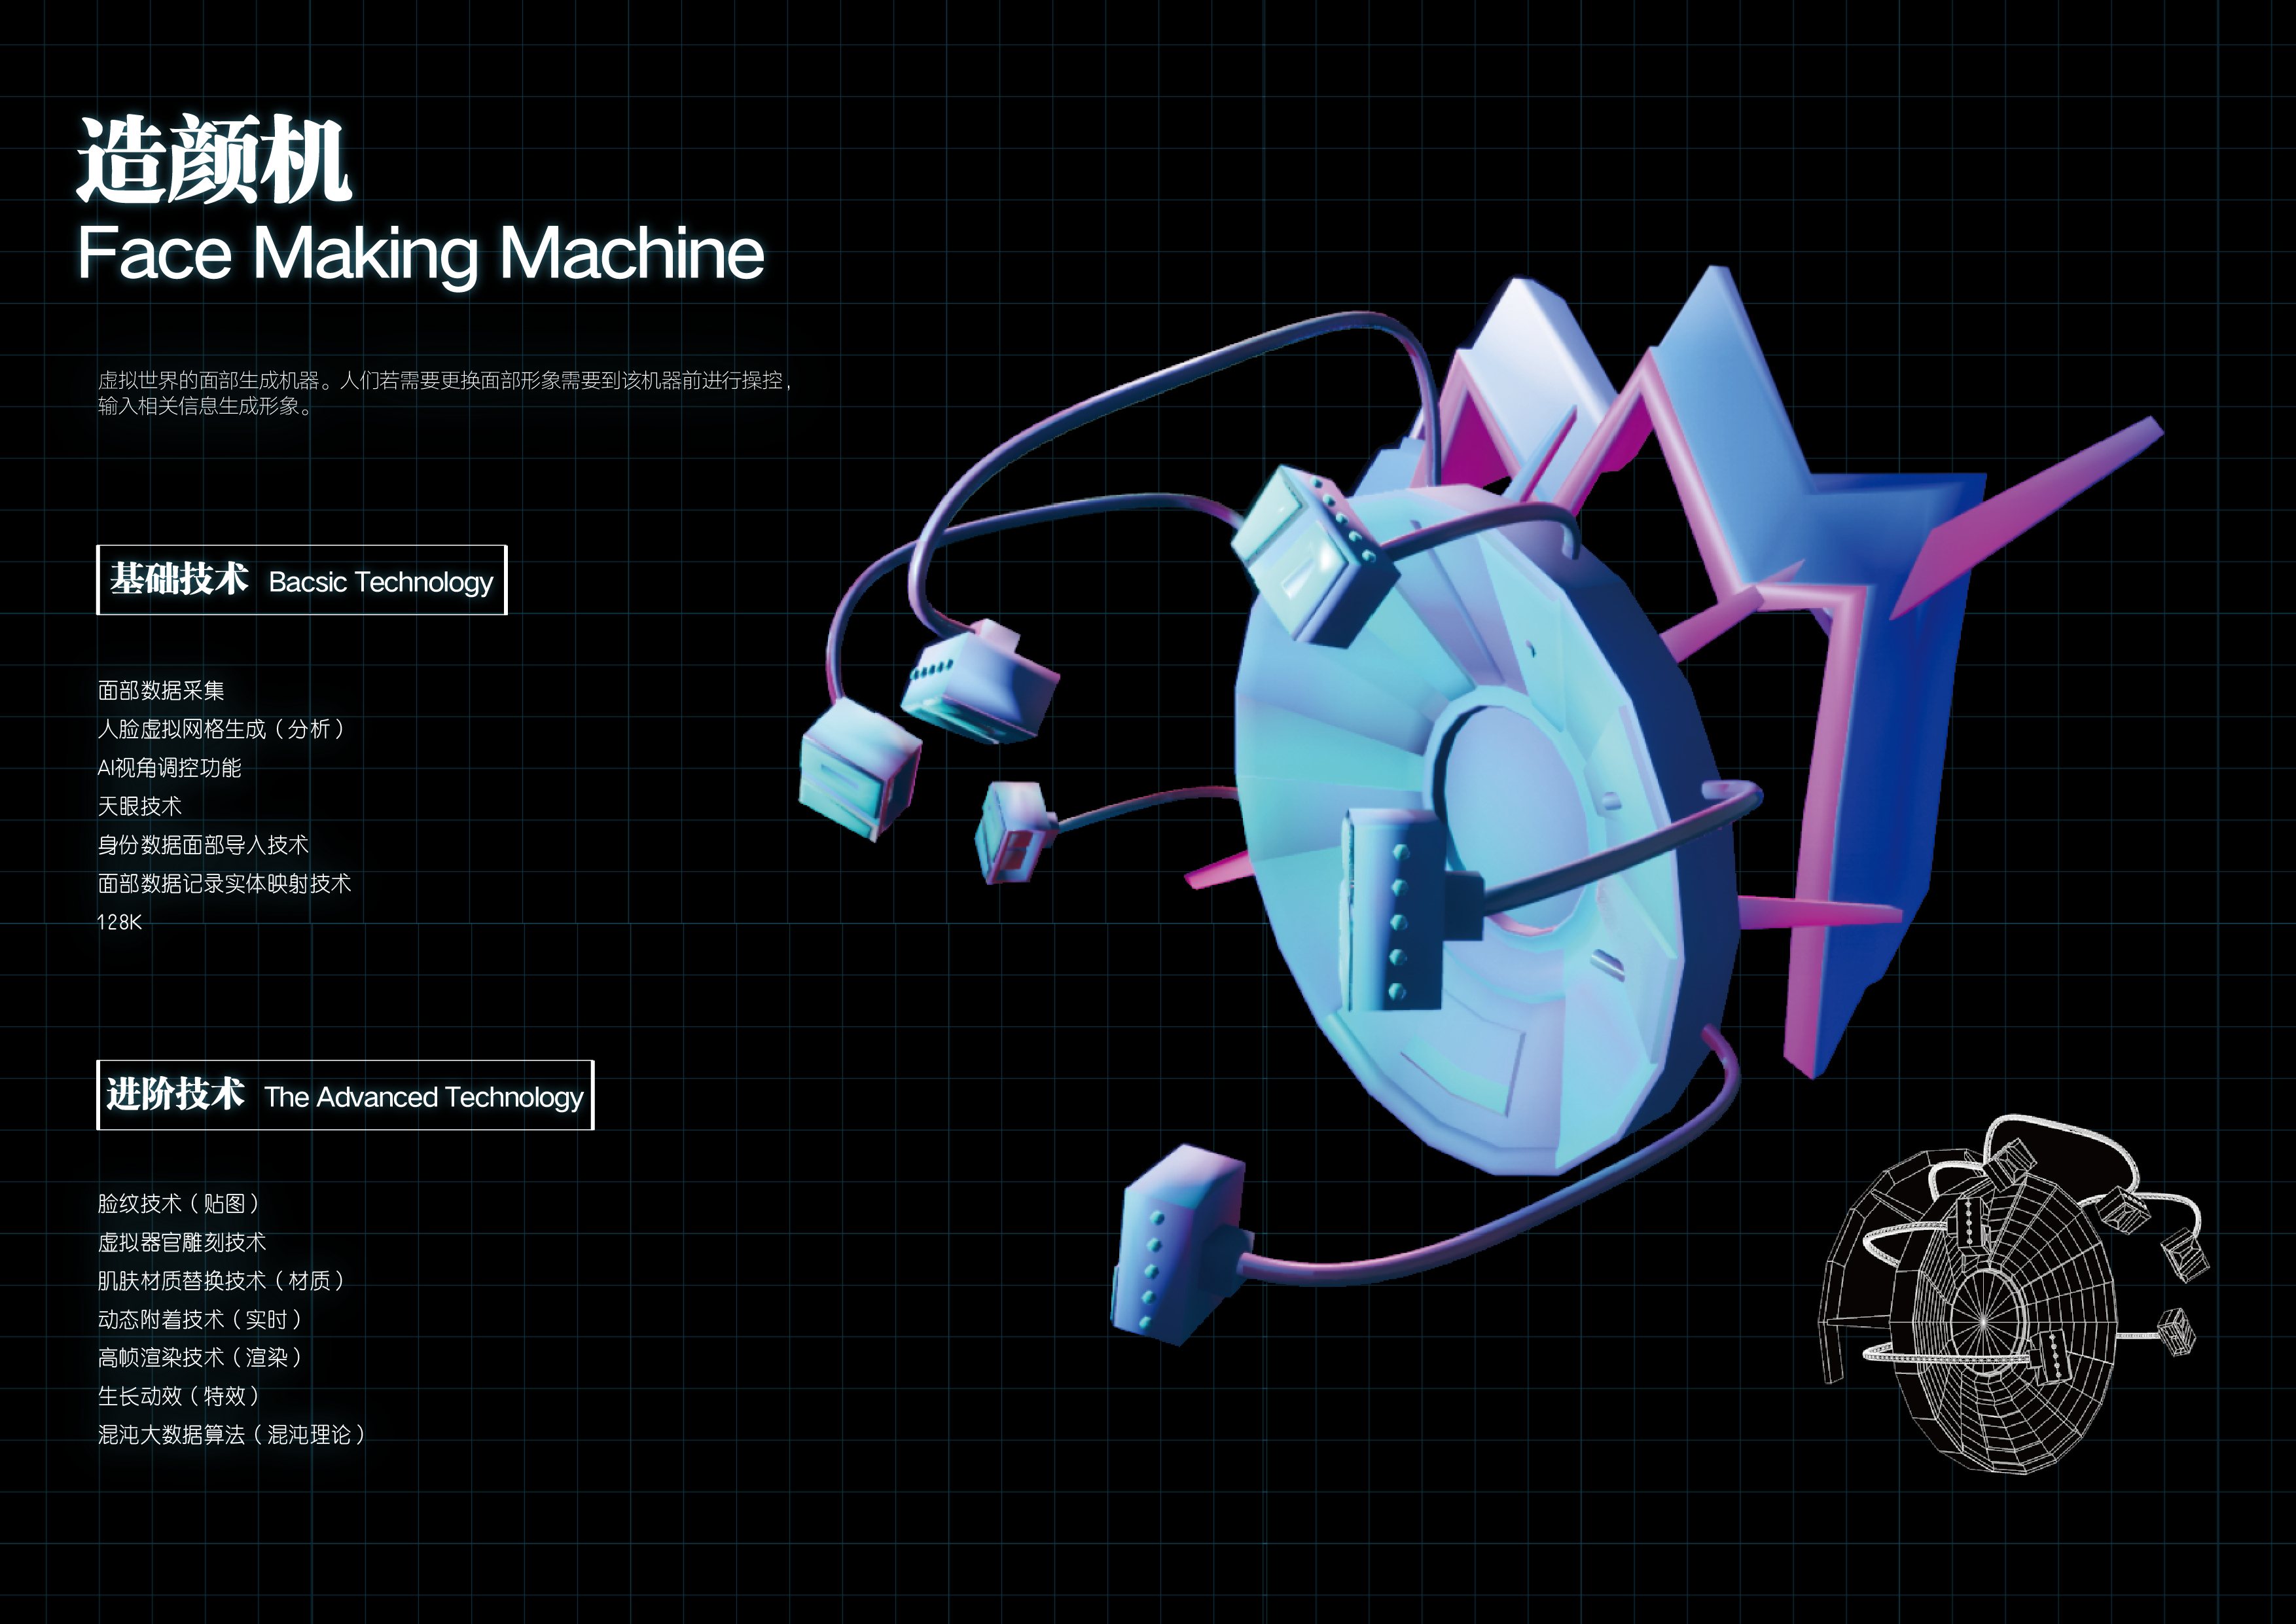 造颜机
Face Making Machine
虚拟世界的面部生成机器。人们若需要更换面部形象需要到该机器前进行操控，
输入相关信息生成形象。
基础技术 Bacsic Technology
面部数据采集
人脸虚拟网格生成（分析）
AI视角调控功能
天眼技术
身份数据面部导入技术
面部数据记录实体映射技术
128K
进阶技术 The Advanced Technology
脸纹技术（贴图）
虚拟器官雕刻技术
肌肤材质替换技术（材质）
动态附着技术（实时）
高帧渲染技术（渲染）
生长动效（特效）
混沌大数据算法（混沌理论）